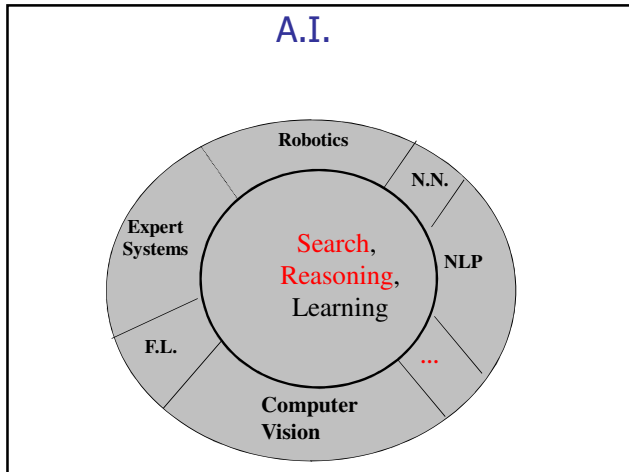 A.I.
Robotics
N.N.
Expert
Systems
Search,
Reasoning,
Learning
NLP
F.L.
...
Computer
Vision